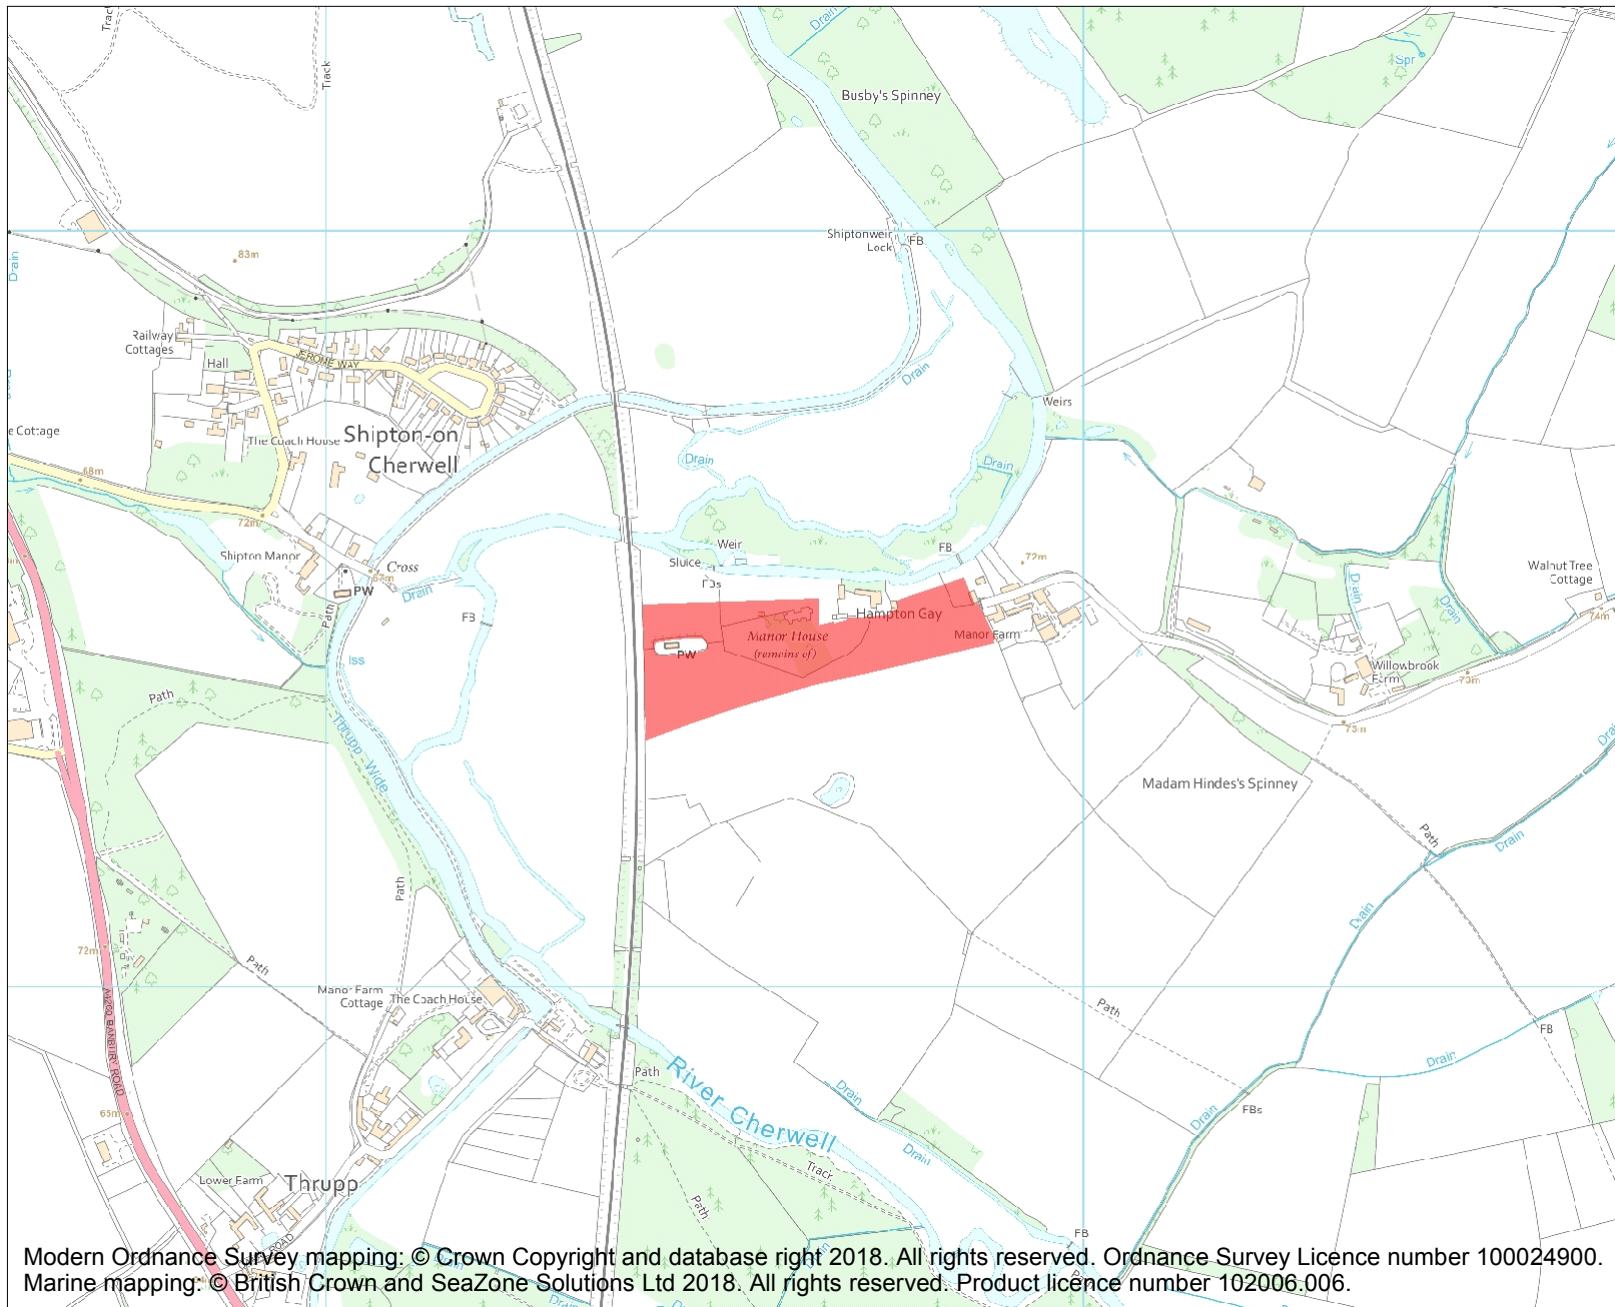 Drain
Track
Track
Spr
Busby's Spinney
Shiptonweir
Lock
FB
83m
Drain
Railway
Cottages
Hall
JEROME WAY
Drain
Weirs
e Cottage
The Coach House
Shipton-on
Cherwell
68m
Drain
Drain
72m
Shipton Manor
Cross
67m
PW
Drain
Weir
Sluice
FBs
FB
72m
Walnut Tree
Cottage
Drain
Drain
74m
Path
FB
Hampton Gay
Manor House
(remains of)
PW
Manor Farm
Iss
Path
Willowbrook
Farm
73m
73m
Thrupp Wide
Drain
Madam Hindes's Spinney
Path
Drain
Path
Drain
72m
Path
Manor Farm
Cottage
The Coach House
A4260 BANBURY ROAD
Path
FB
Drain
Path
River Cherwell
Drain
65m
FBs
Drain
Drain
Track
Lower Farm
Thrupp
Path
FB
ROAD
Drain
Modern Ordnance Survey mapping: © Crown Copyright and database right 2018. All rights reserved. Ordnance Survey Licence number 100024900.
Marine mapping: © British Crown and SeaZone Solutions Ltd 2018. All rights reserved. Product licence number 102006.006.